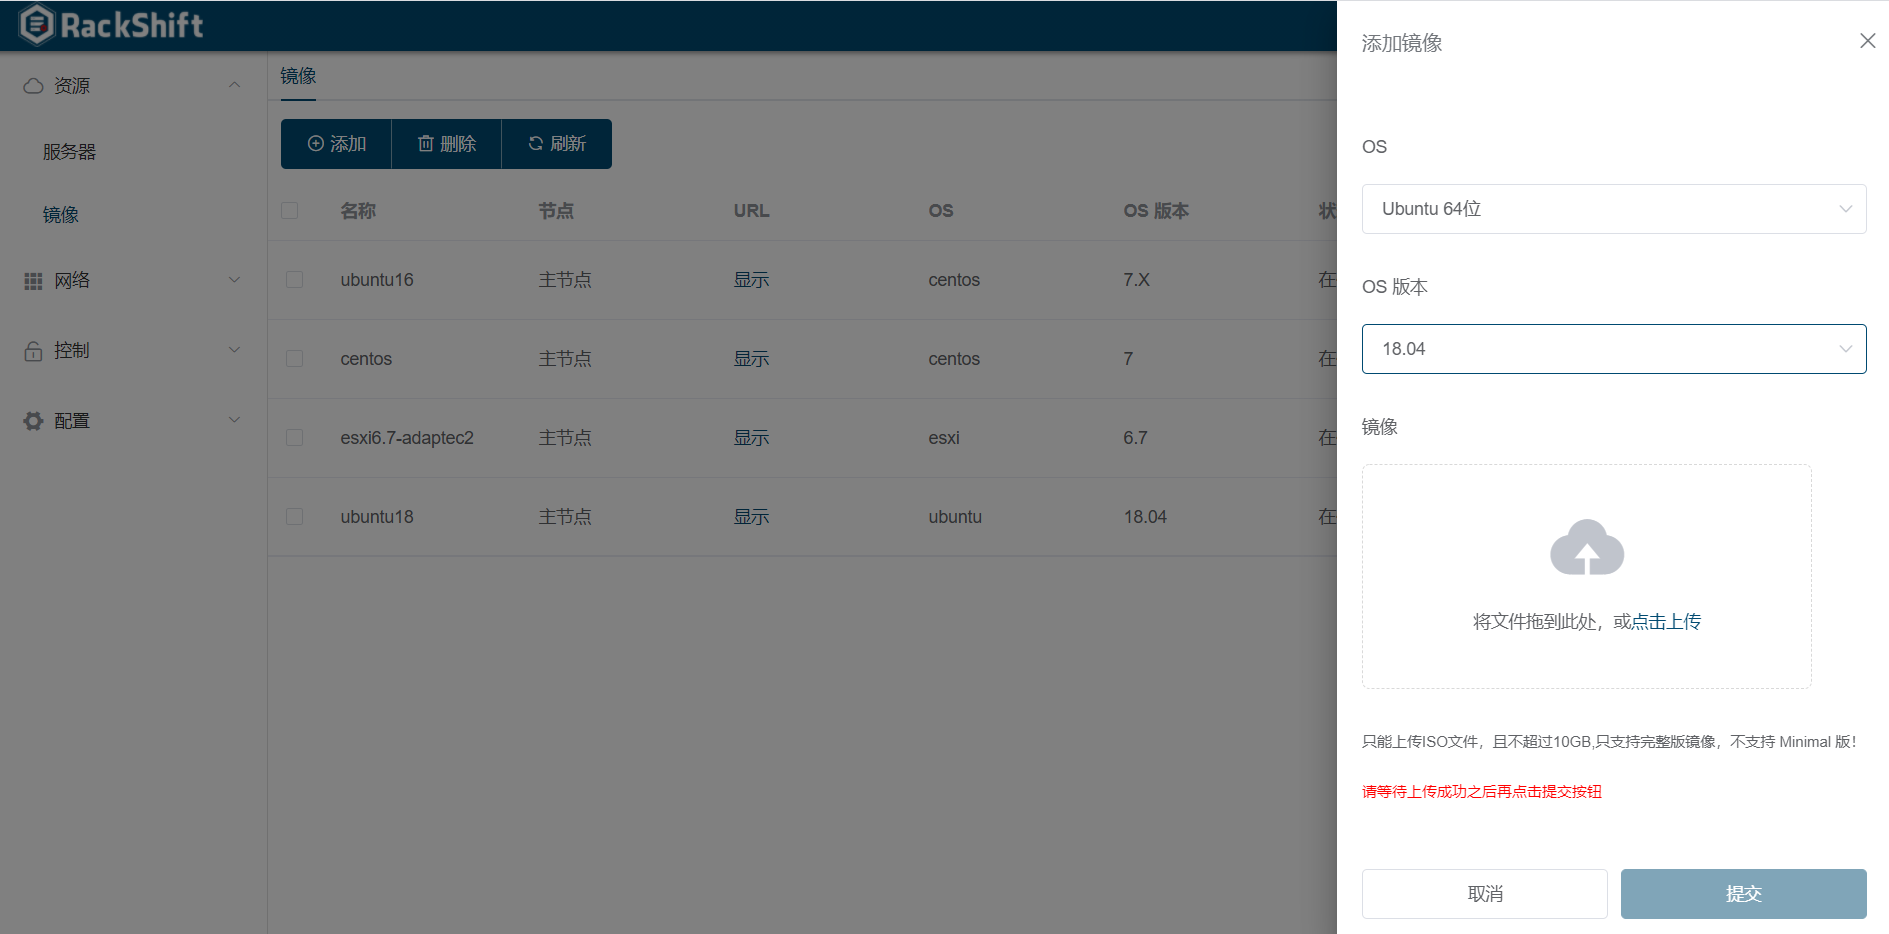 RackShift
资源
服务器
镜像
网络
控制
配置
镜像
添加 删除 刷新
名称 节点 URL OS OS 版本
ubuntu16 主节点 显示 centos 7.X 在
centos 主节点 显示 centos 7 在
esxi6.7-adaptec2 主节点 显示 esxi 6.7 在
ubuntu18 主节点 显示 ubuntu 18.04 在
添加镜像
OS
Ubuntu 64位
OS 版本
18.04
镜像
将文件拖到此处，或点击上传
只能上传ISO文件，且不超过10GB,只支持完整版镜像，不支持 Minimal 版！
请等待上传成功之后再点击提交按钮
取消 提交